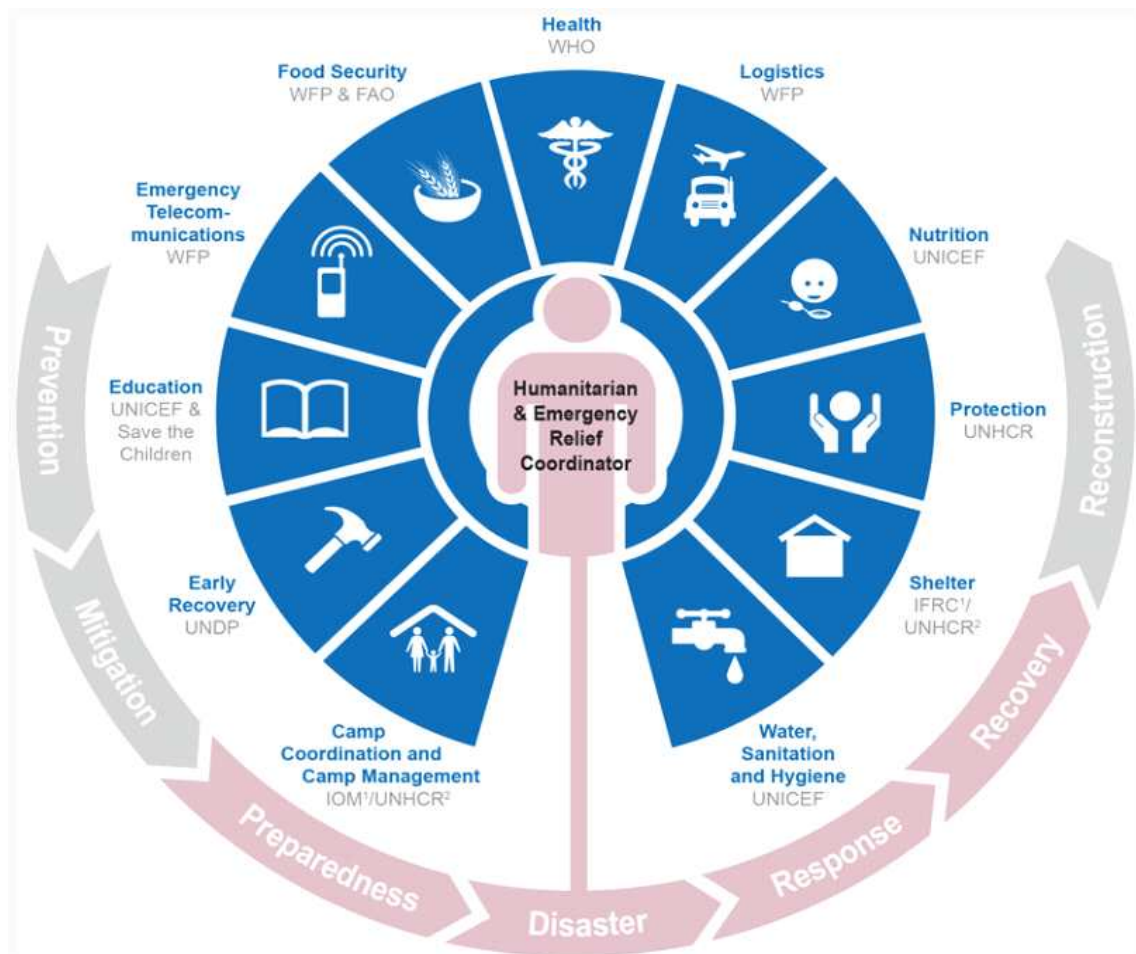 Health
WHO
Logistics
WFP
Nutrition
UNICEF
Protection
UNHCR
Shelter
IFRC¹/
UNHCR²
Water,
Sanitation
and Hygiene
UNICEF
Camp
Coordination and
Camp Management
IOM¹/UNHCR²
Early
Recovery
UNDP
Education
UNICEF &
Save the
Children
Emergency
Telecom-
munications
WFP
Food Security
WFP & FAO
Humanitarian
& Emergency
Relief
Coordinator
Prevention
Mitigation
Preparedness
Disaster
Response
Recovery
Reconstruction